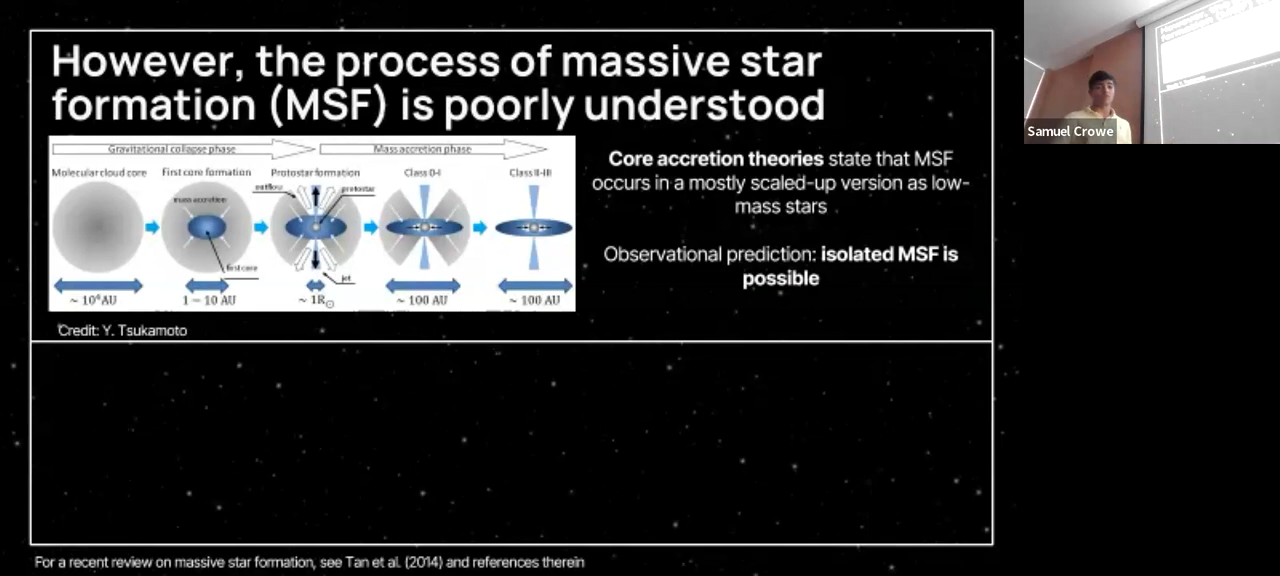 However, the process of massive star
formation (MSF) is poorly understood
Gravitational collapse phase
Mass accretion phase
Molecular cloud core
First core formation
Protostar formation
Class 0-I
Class II-III
mass accretion
outflow
protostar
first core
jet
~ 10⁴AU
1 − 10 AU
~ 1R☉
~ 100 AU
~ 100 AU
Credit: Y. Tsukamoto
Core accretion theories state that MSF
occurs in a mostly scaled-up version as low-
mass stars
Observational prediction: isolated MSF is
possible
For a recent review on massive star formation, see Tan et al. (2014) and references therein
Samuel Crowe